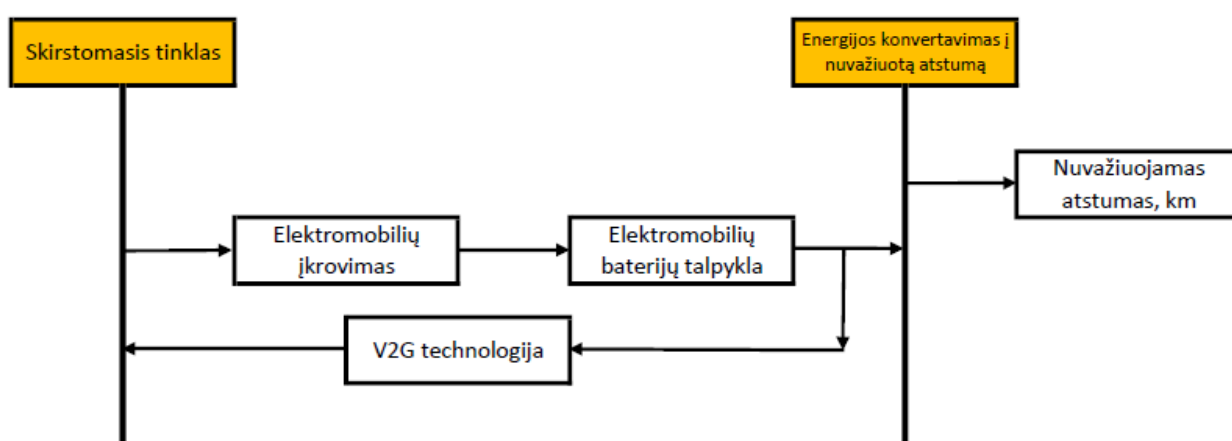 Skirstomasis tinklas
Energijos konvertavimas į
nuvažiuotą atstumą
Nuvažiuojamas
atstumas, km
Elektromobilių
įkrovimas
Elektromobilių
baterijų talpykla
V2G technologija